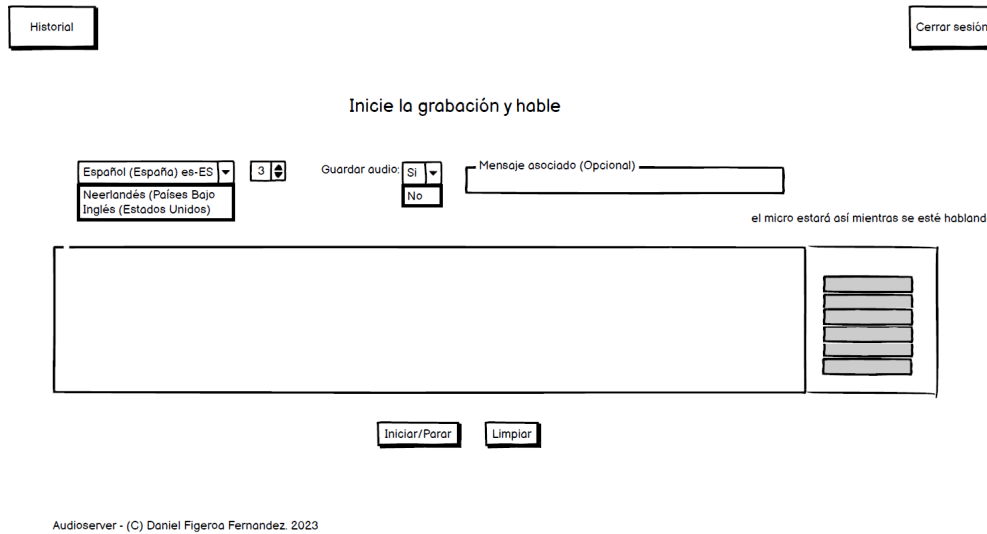 Historial
Cerrar sesión
Inicie la grabación y hable
Español (España) es-ES
3
Guardar audio:
Si
Mensaje asociado (Opcional)
Neerlandés (Países Bajo
Inglés (Estados Unidos)
No
el micro estará así mientras se esté habland
Iniciar/Parar
Limpiar
Audioserver - (C) Daniel Figeroa Fernandez. 2023